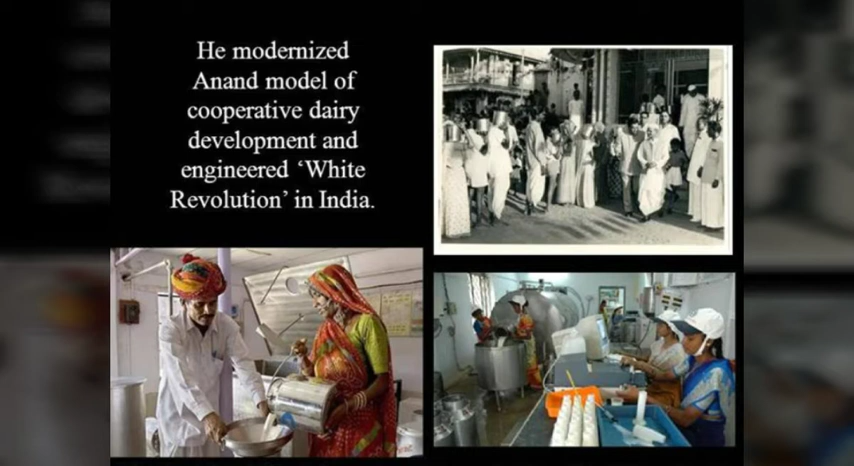 He modernized
Anand model of
cooperative dairy
development and
engineered ‘White
Revolution’ in India.